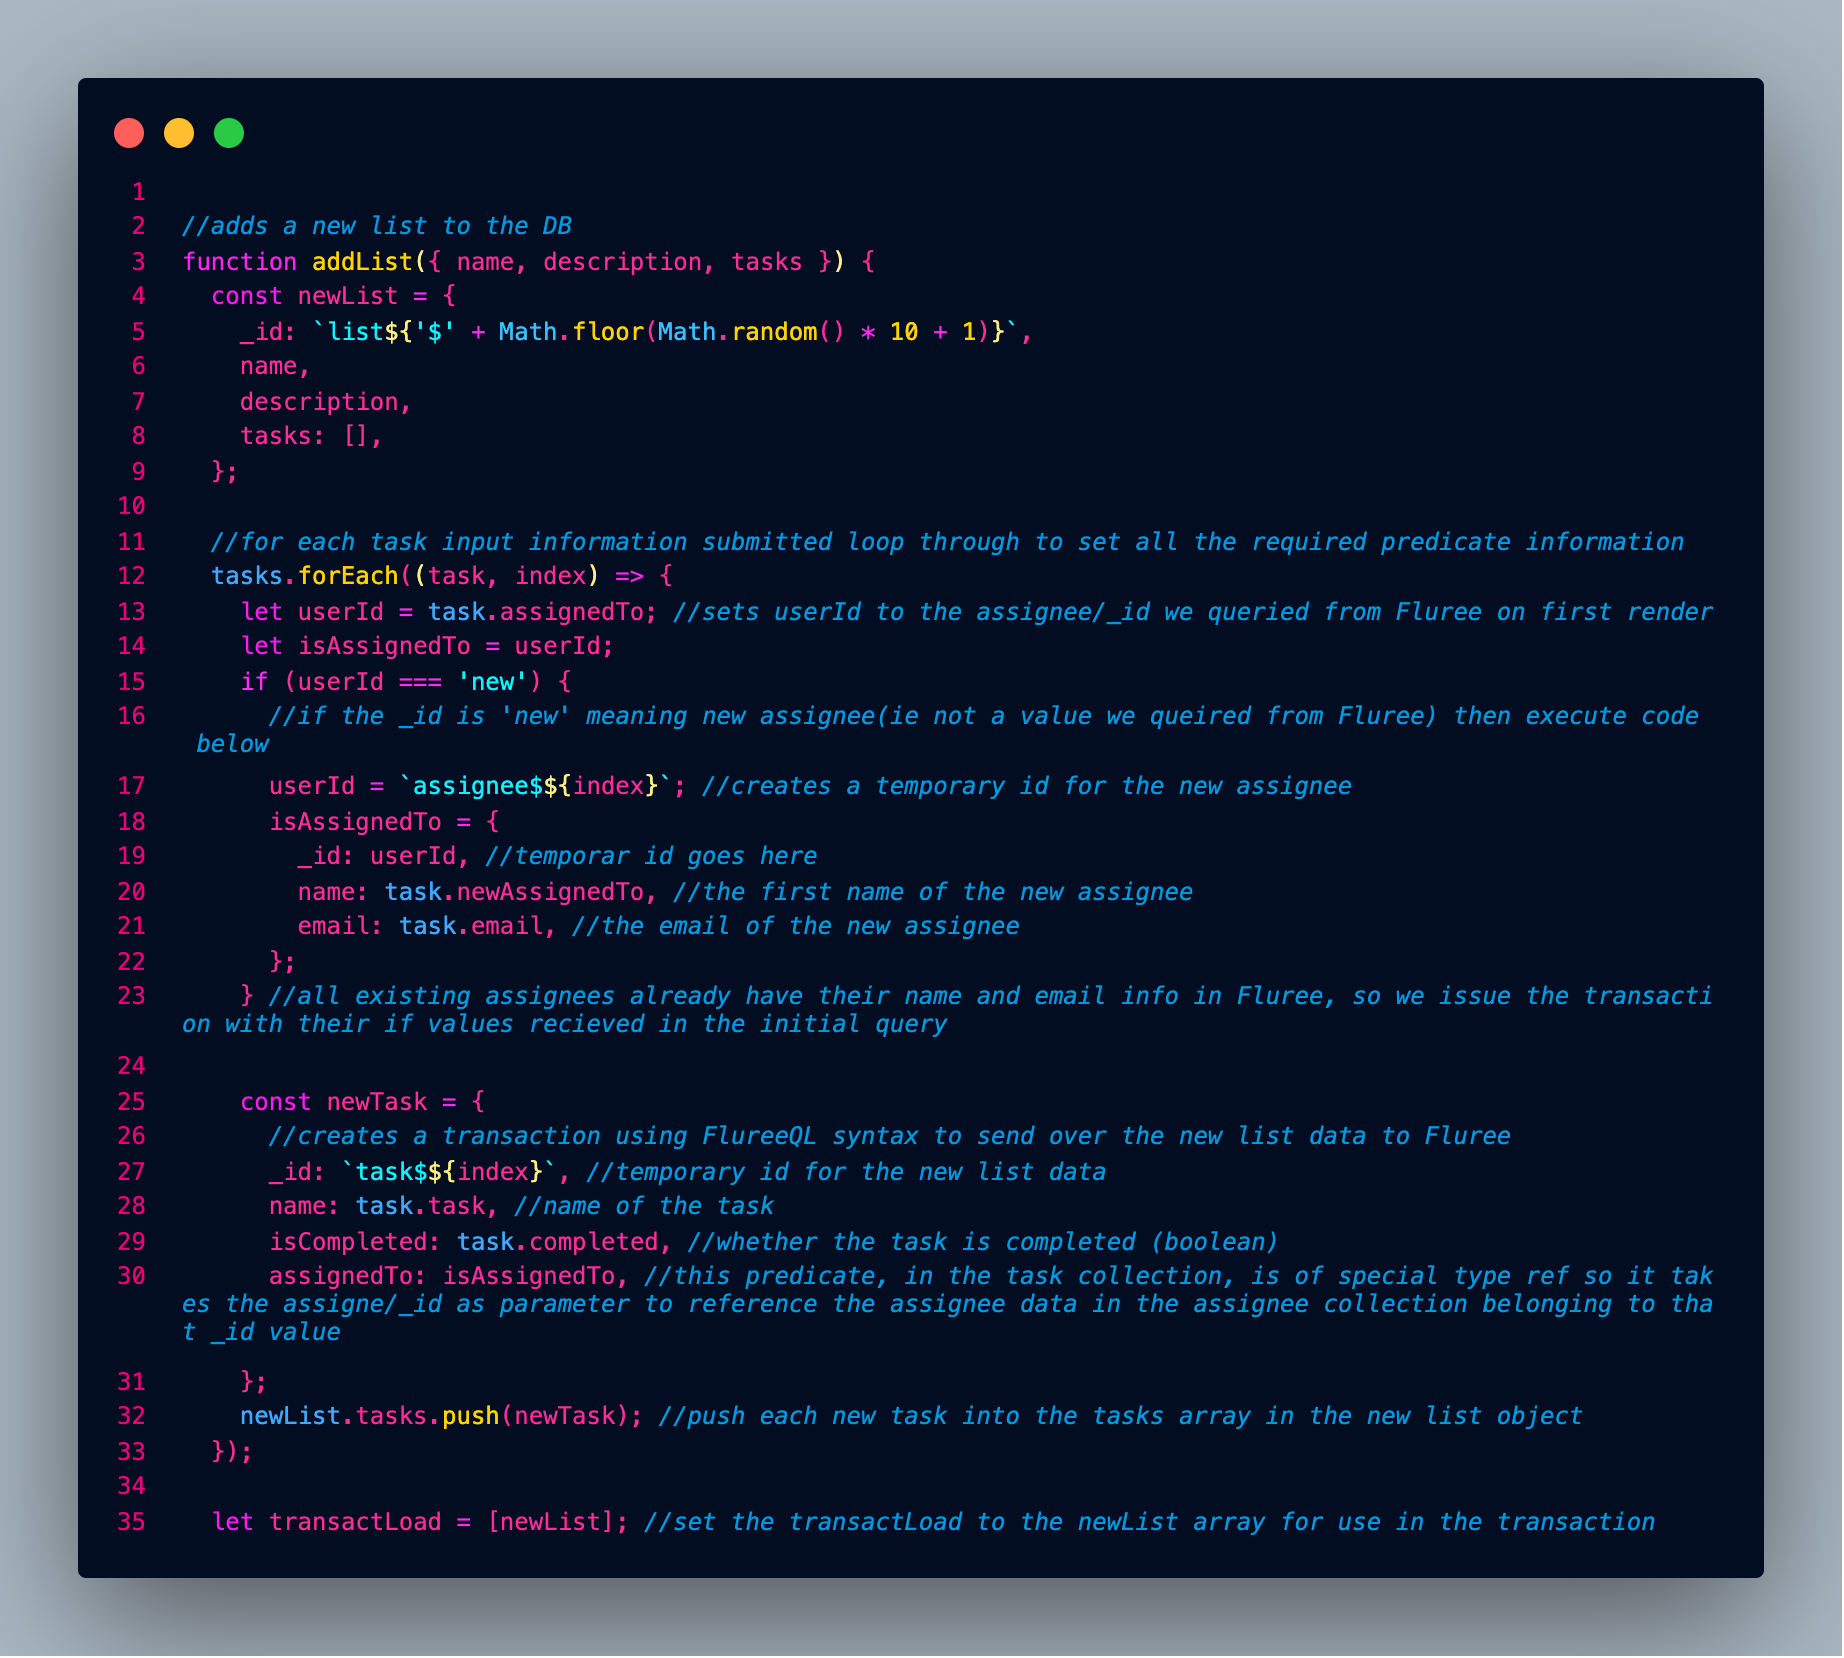 1
2 //adds a new list to the DB
3 function addList({ name, description, tasks }) {
4   const newList = {
5     _id: `list${'$' + Math.floor(Math.random() * 10 + 1)}`,
6     name,
7     description,
8     tasks: [],
9   };
10
11   //for each task input information submitted loop through to set all the required predicate information
12   tasks.forEach((task, index) => {
13     let userId = task.assignedTo; //sets userId to the assignee/_id we queried from Fluree on first render
14     let isAssignedTo = userId;
15     if (userId === 'new') {
16       //if the _id is 'new' meaning new assignee(ie not a value we queired from Fluree) then execute code
 below
17       userId = `assignee$${index}`; //creates a temporary id for the new assignee
18       isAssignedTo = {
19         _id: userId, //temporar id goes here
20         name: task.newAssignedTo, //the first name of the new assignee
21         email: task.email, //the email of the new assignee
22       };
23     } //all existing assignees already have their name and email info in Fluree, so we issue the transacti
on with their if values recieved in the initial query
24
25     const newTask = {
26       //creates a transaction using FlureeQL syntax to send over the new list data to Fluree
27       _id: `task$${index}`, //temporary id for the new list data
28       name: task.task, //name of the task
29       isCompleted: task.completed, //whether the task is completed (boolean)
30       assignedTo: isAssignedTo, //this predicate, in the task collection, is of special type ref so it tak
es the assigne/_id as parameter to reference the assignee data in the assignee collection belonging to tha
t _id value
31     };
32     newList.tasks.push(newTask); //push each new task into the tasks array in the new list object
33   });
34
35   let transactLoad = [newList]; //set the transactLoad to the newList array for use in the transaction